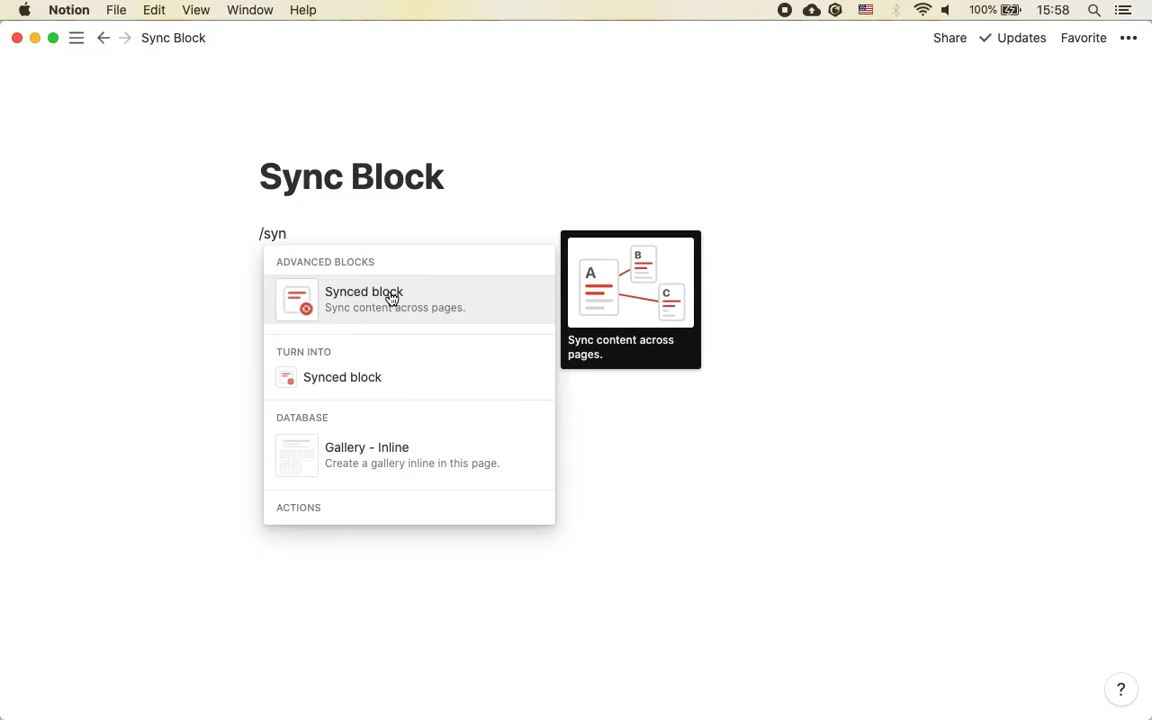 Notion File Edit View Window Help 100% 15:58
Sync Block Share Updates Favorite
Sync Block
/syn
ADVANCED BLOCKS
Synced block
Sync content across pages.
A
B
C
Sync content across
pages.
TURN INTO
Synced block
DATABASE
Gallery - Inline
Create a gallery inline in this page.
ACTIONS
?